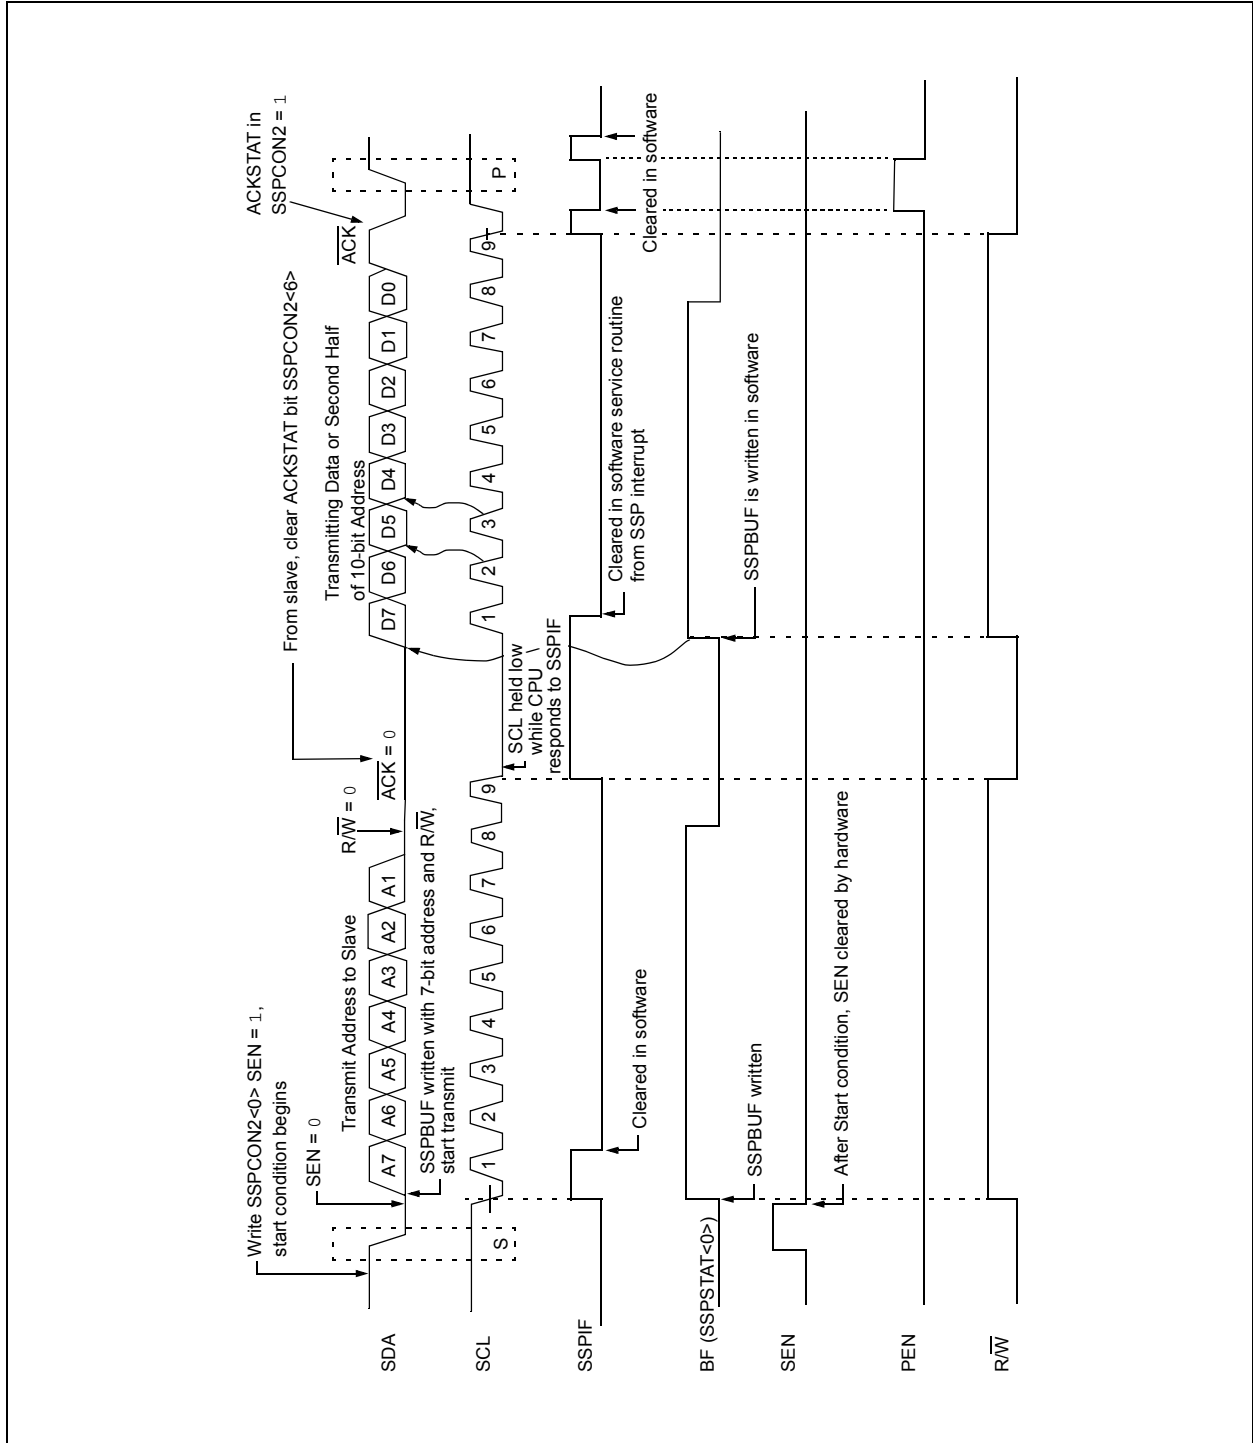 Write SSPCON2<0> SEN = 1,
start condition begins
SEN = 0
Transmit Address to Slave
R/W = 0
ACK = 0
From slave, clear ACKSTAT bit SSPCON2<6>
Transmitting Data or Second Half
of 10-bit Address
ACKSTAT in
SSPCON2 = 1
ACK
SDA
A7 A6 A5 A4 A3 A2 A1
D7 D6 D5 D4 D3 D2 D1 D0
SSPBUF written with 7-bit address and R/W,
start transmit
SCL
S
1 2 3 4 5 6 7 8 9
1 2 3 4 5 6 7 8 9
P
SCL held low
while CPU
responds to SSPIF
SSPIF
Cleared in software
Cleared in software service routine
from SSP interrupt
Cleared in software
BF (SSPSTAT<0>)
SSPBUF written
SSPBUF is written in software
SEN
After Start condition, SEN cleared by hardware
PEN
R/W